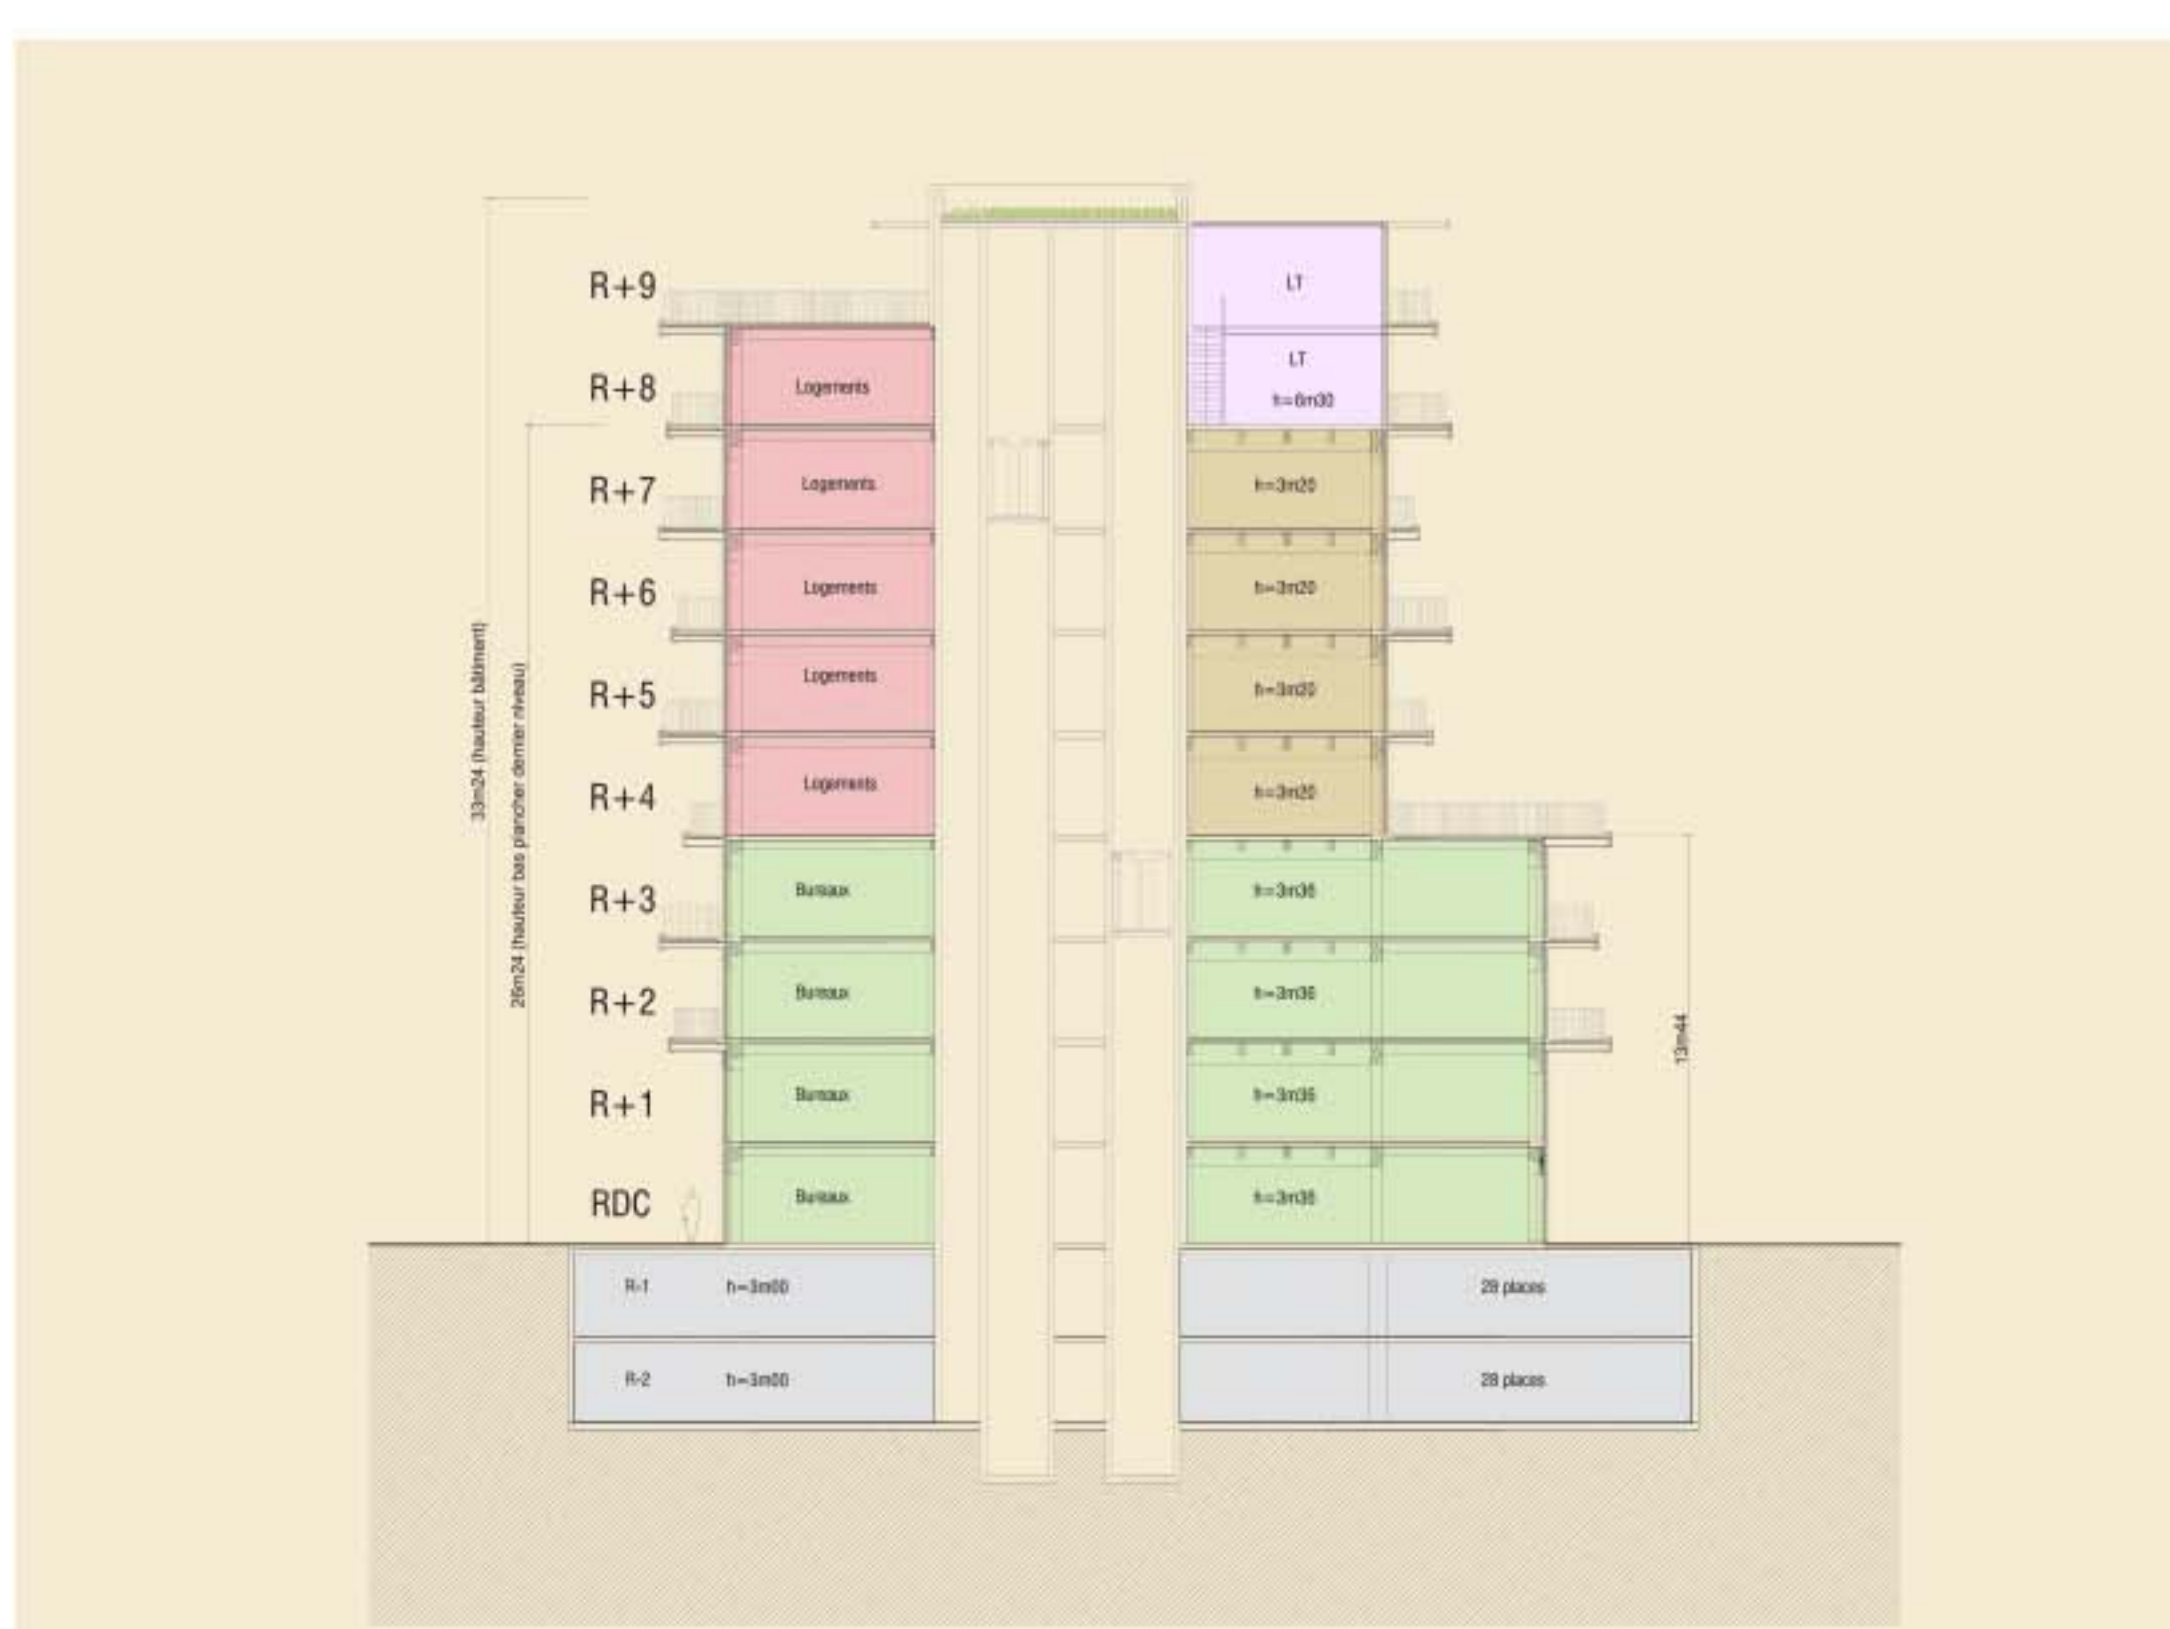 R+9
LT
R+8
Logements
LT
h=6m30
R+7
Logements
h=3m20
R+6
Logements
h=3m20
R+5
Logements
h=3m20
R+4
Logements
h=3m20
33m24 (hauteur bâtiment)
26m24 (hauteur bas plancher dernier niveau)
R+3
Bureaux
h=3m36
R+2
Bureaux
h=3m36
13m44
R+1
Bureaux
h=3m36
RDC
Bureaux
h=3m36
R-1
h=3m00
28 places
R-2
h=3m00
28 places